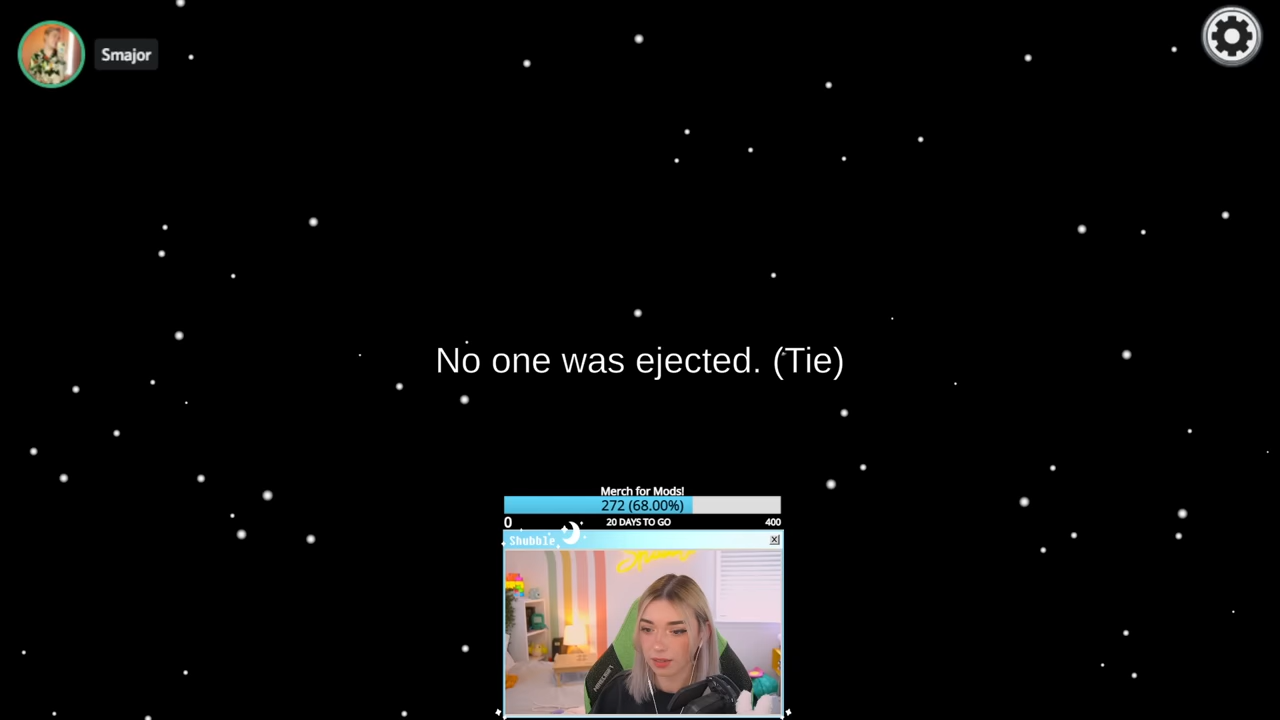 Smajor
No one was ejected. (Tie)
Merch for Mods!
272 (68.00%)
0 20 DAYS TO GO 400
Shubble
MINECRAFT